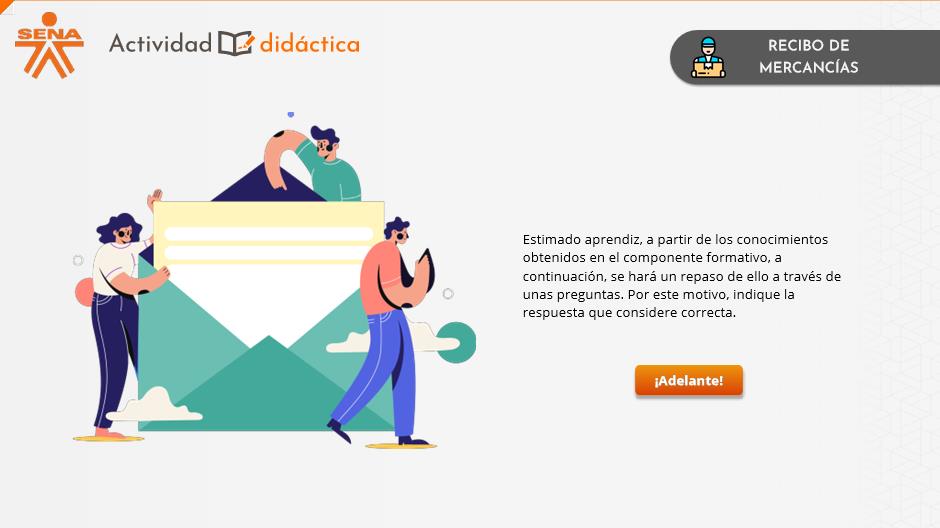 SENA
Actividad didáctica
RECIBO DE
MERCANCÍAS
Estimado aprendiz, a partir de los conocimientos
obtenidos en el componente formativo, a
continuación, se hará un repaso de ello a través de
unas preguntas. Por este motivo, indique la
respuesta que considere correcta.
¡Adelante!